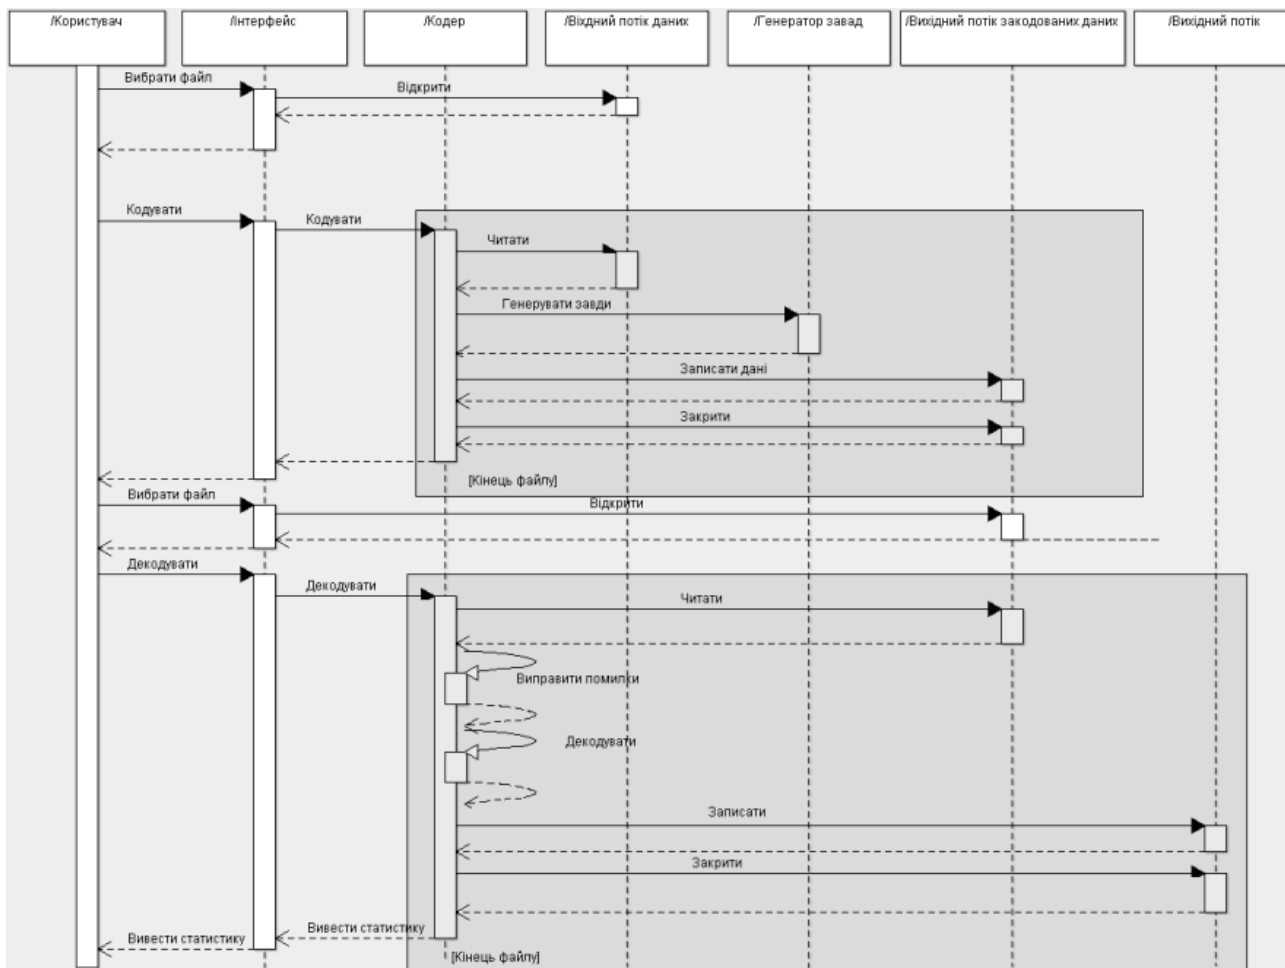 /Користувач
/Інтерфейс
/Кодер
/Віхдний потік даних
/Генератор завад
/Вихідний потік закодованих даних
/Вихідний потік
Вибрати файл
Відкрити
Кодувати
Кодувати
Читати
Генерувати завди
Записати дані
Закрити
[Кінець файлу]
Вибрати файл
Відкрити
Декодувати
Декодувати
Читати
Виправити помилки
Декодувати
Записати
Закрити
Вивести статистику
Вивести статистику
[Кінець файлу]